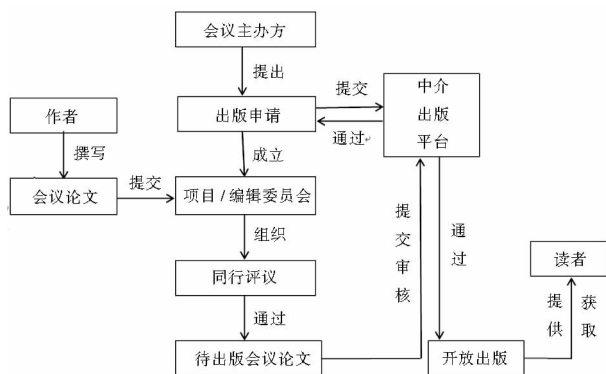 会议主办方
提出
出版申请
提交
通过
中介
出版
平台
作者
撰写
会议论文
提交
成立
项目/编辑委员会
组织
同行评议
通过
待出版会议论文
提交审核
通过
开放出版
提供
获取
读者